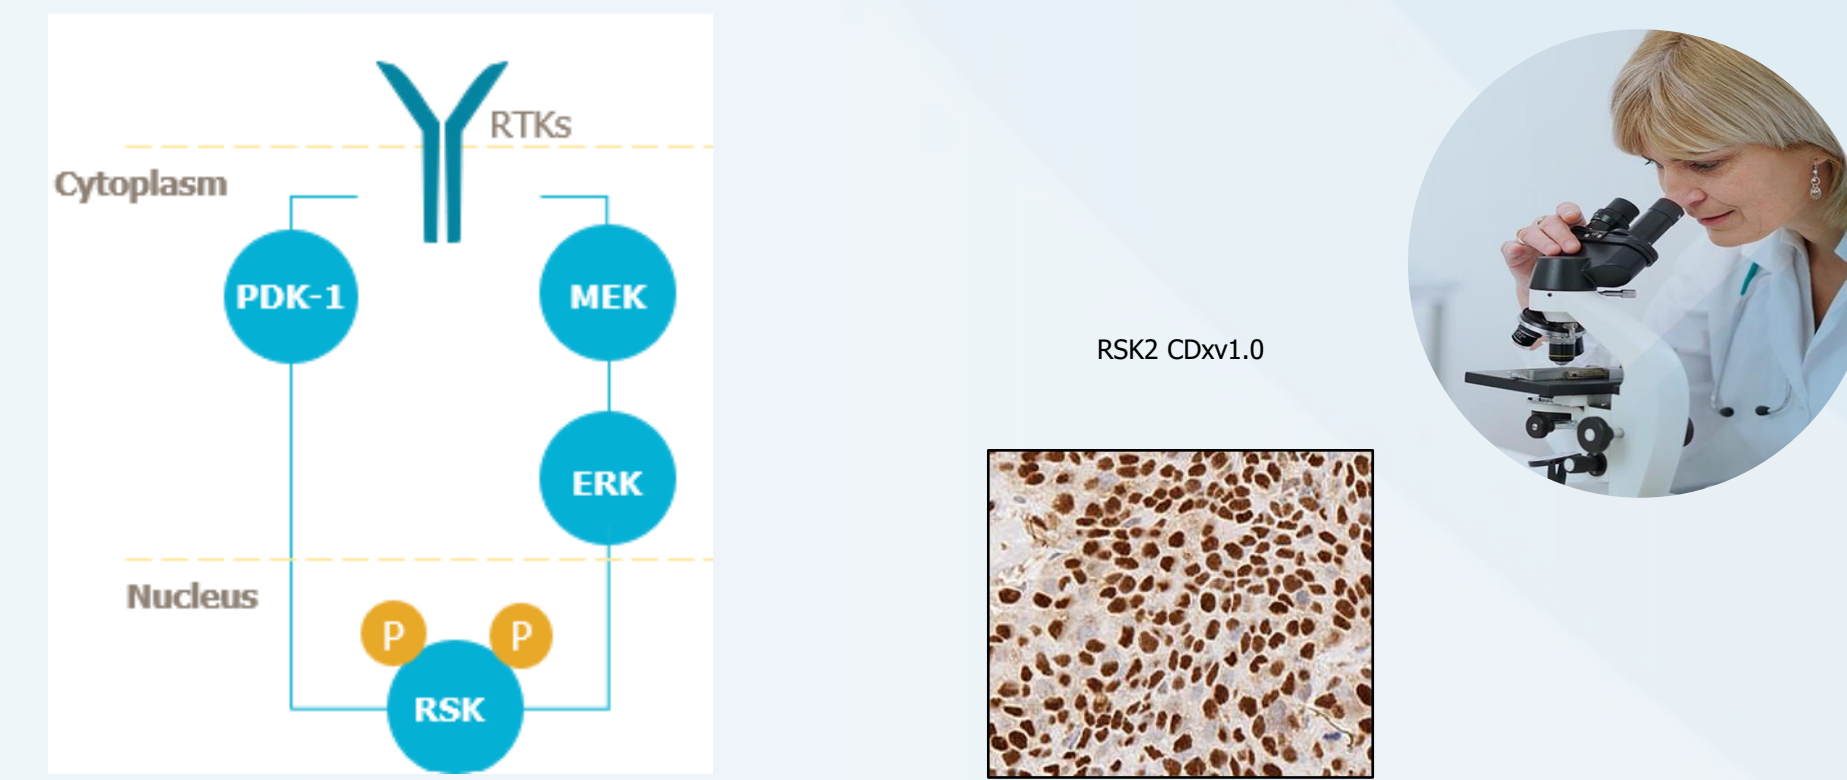 RTKs
Cytoplasm
PDK-1
MEK
ERK
Nucleus
P
P
RSK
RSK2 CDxv1.0